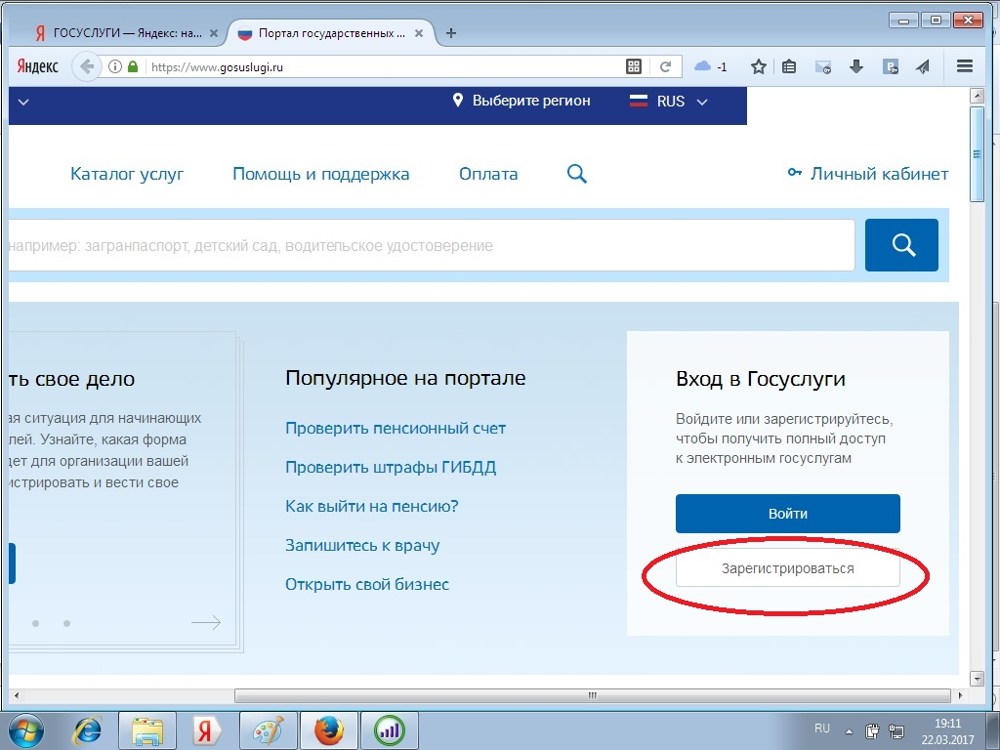 ГОСУСЛУГИ — Яндекс: на...
Портал государственных ...
Яндекс
https://www.gosuslugi.ru
-1
Выберите регион
RUS
Каталог услуг
Помощь и поддержка
Оплата
Личный кабинет
например: загранпаспорт, детский сад, водительское удостоверение
ть свое дело
ая ситуация для начинающих
лей. Узнайте, какая форма
дет для организации вашей
истрировать и вести свое
Популярное на портале
Проверить пенсионный счет
Проверить штрафы ГИБДД
Как выйти на пенсию?
Запишитесь к врачу
Открыть свой бизнес
Вход в Госуслуги
Войдите или зарегистрируйтесь,
чтобы получить полный доступ
к электронным госуслугам
Войти
Зарегистрироваться
RU
19:11
22.03.2017